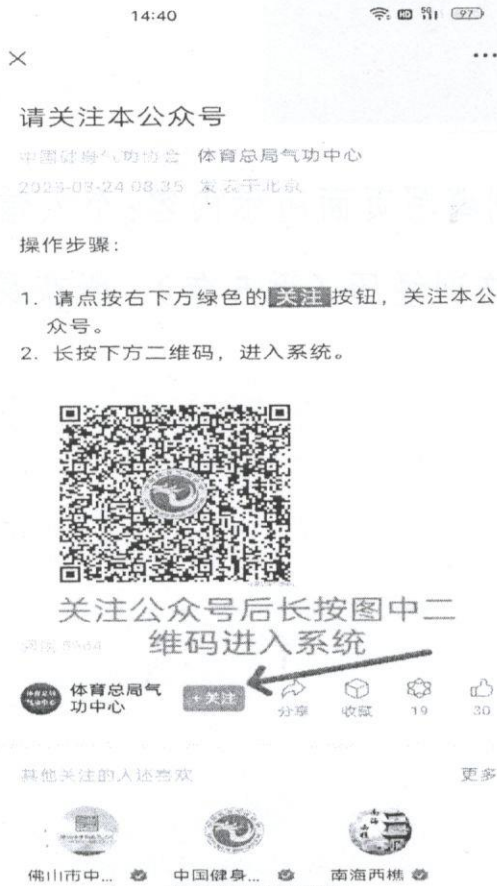 14:40
HD 5G 97
请关注本公众号
中国健身气功协会 体育总局气功中心
2023-03-24 08:35 发表于北京
操作步骤：
1. 请点按右下方绿色的关注按钮，关注本公
众号。
2. 长按下方二维码，进入系统。
关注公众号后长按图中二
维码进入系统
体育总局气
功中心
+关注
分享
收藏
19
30
其他关注的人还喜欢
更多
佛山市中...
中国健身...
南海西樵